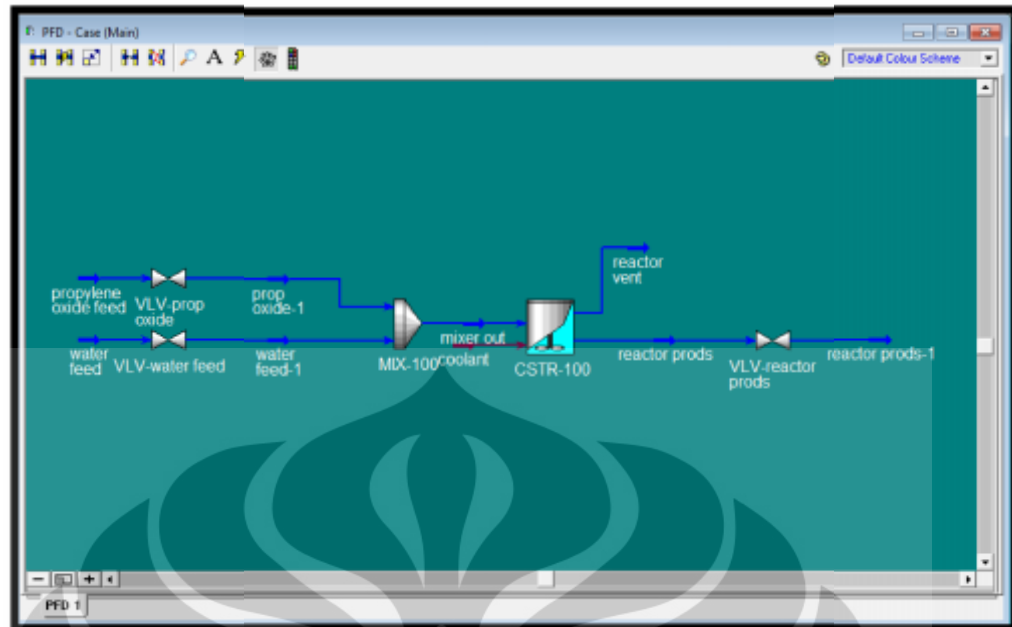 PFD - Case (Main)
A
Default Colour Scheme
reactor
vent
propylene
oxide feed
VLV-prop
oxide
prop
oxide-1
water
feed
VLV-water feed
water
feed-1
MIX-100
mixer out
coolant
CSTR-100
reactor prods
VLV-reactor
prods
reactor prods-1
PFD 1